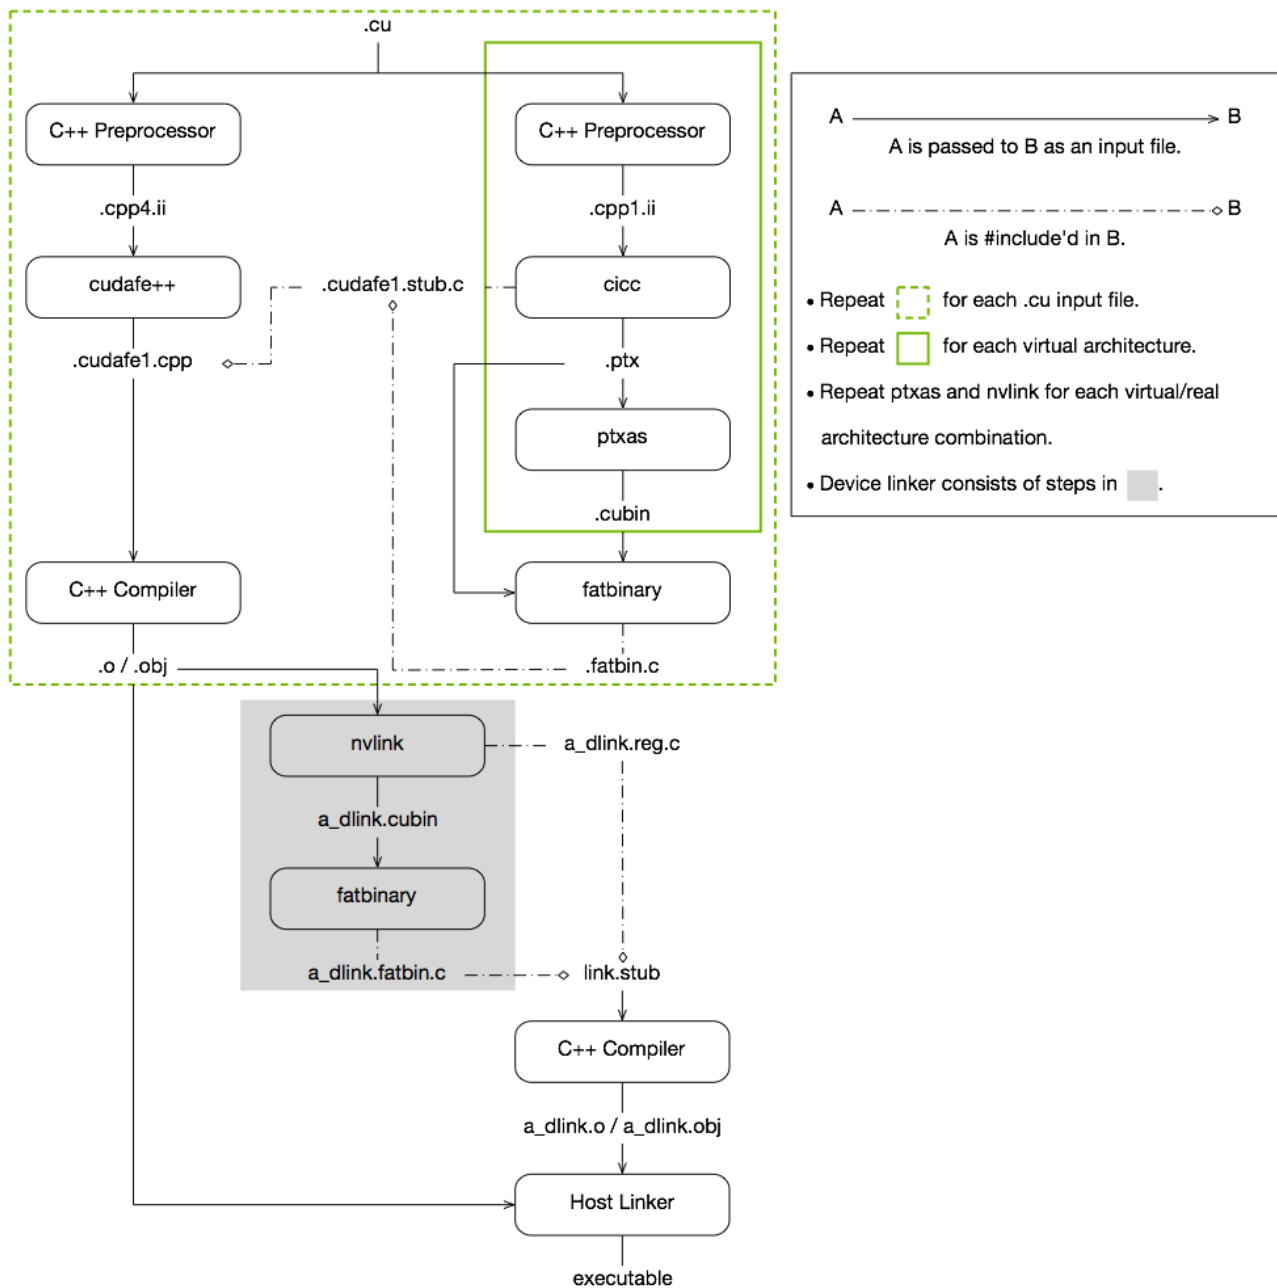 .cu
C++ Preprocessor
C++ Preprocessor
.cpp4.ii
.cpp1.ii
cudafe++
.cudafe1.stub.c
cicc
.cudafe1.cpp
.ptx
ptxas
.cubin
C++ Compiler
fatbinary
.o / .obj
.fatbin.c
nvlink
a_dlink.reg.c
a_dlink.cubin
fatbinary
a_dlink.fatbin.c
link.stub
C++ Compiler
a_dlink.o / a_dlink.obj
Host Linker
executable
A B
A is passed to B as an input file.
A B
A is #include'd in B.
• Repeat for each .cu input file.
• Repeat for each virtual architecture.
• Repeat ptxas and nvlink for each virtual/real
architecture combination.
• Device linker consists of steps in .